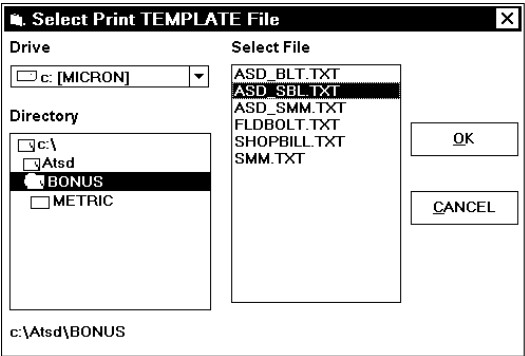 Select Print TEMPLATE File
Drive
c: [MICRON]
Directory
c:\
Atsd
BONUS
METRIC
c:\Atsd\BONUS
Select File
ASD_BLT.TXT
ASD_SBL.TXT
ASD_SMM.TXT
FLDBOLT.TXT
SHOPBILL.TXT
SMM.TXT
OK
CANCEL